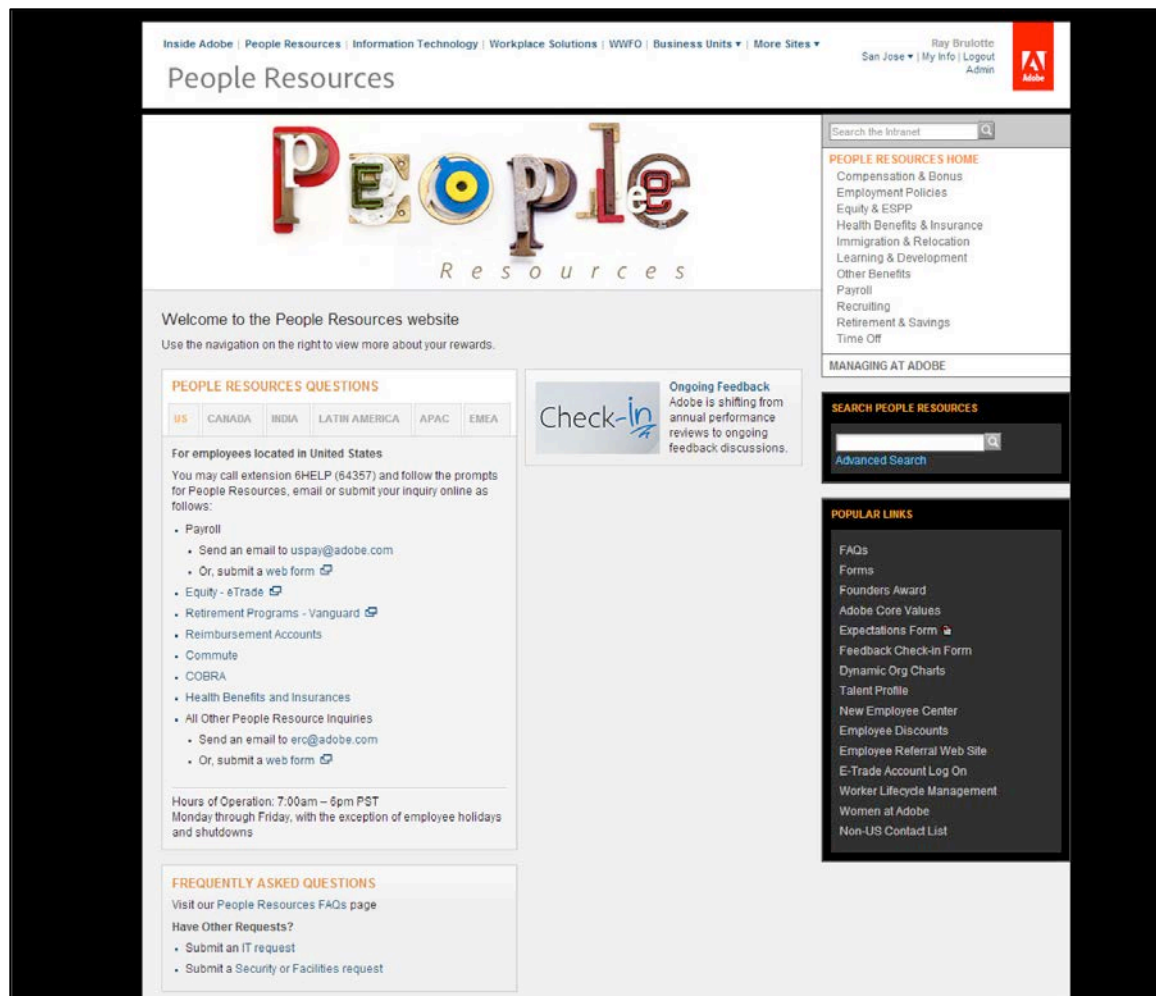 Inside Adobe | People Resources | Information Technology | Workplace Solutions | WWFO | Business Units ▾ | More Sites ▾
Ray Brulotte
San Jose ▾ | My Info | Logout
Admin
Adobe
People Resources
PEOPLe
Resources
Welcome to the People Resources website
Use the navigation on the right to view more about your rewards.
PEOPLE RESOURCES QUESTIONS
US CANADA INDIA LATIN AMERICA APAC EMEA
For employees located in United States
You may call extension 6HELP (64357) and follow the prompts
for People Resources, email or submit your inquiry online as
follows:
• Payroll
• Send an email to uspay@adobe.com
• Or, submit a web form
• Equity - eTrade
• Retirement Programs - Vanguard
• Reimbursement Accounts
• Commute
• COBRA
• Health Benefits and Insurances
• All Other People Resource Inquiries
• Send an email to erc@adobe.com
• Or, submit a web form
Hours of Operation: 7:00am – 6pm PST
Monday through Friday, with the exception of employee holidays
and shutdowns
FREQUENTLY ASKED QUESTIONS
Visit our People Resources FAQs page
Have Other Requests?
• Submit an IT request
• Submit a Security or Facilities request
Check-in
Ongoing Feedback
Adobe is shifting from
annual performance
reviews to ongoing
feedback discussions.
Search the Intranet
PEOPLE RESOURCES HOME
Compensation & Bonus
Employment Policies
Equity & ESPP
Health Benefits & Insurance
Immigration & Relocation
Learning & Development
Other Benefits
Payroll
Recruiting
Retirement & Savings
Time Off
MANAGING AT ADOBE
SEARCH PEOPLE RESOURCES
Advanced Search
POPULAR LINKS
FAQs
Forms
Founders Award
Adobe Core Values
Expectations Form
Feedback Check-in Form
Dynamic Org Charts
Talent Profile
New Employee Center
Employee Discounts
Employee Referral Web Site
E-Trade Account Log On
Worker Lifecycle Management
Women at Adobe
Non-US Contact List